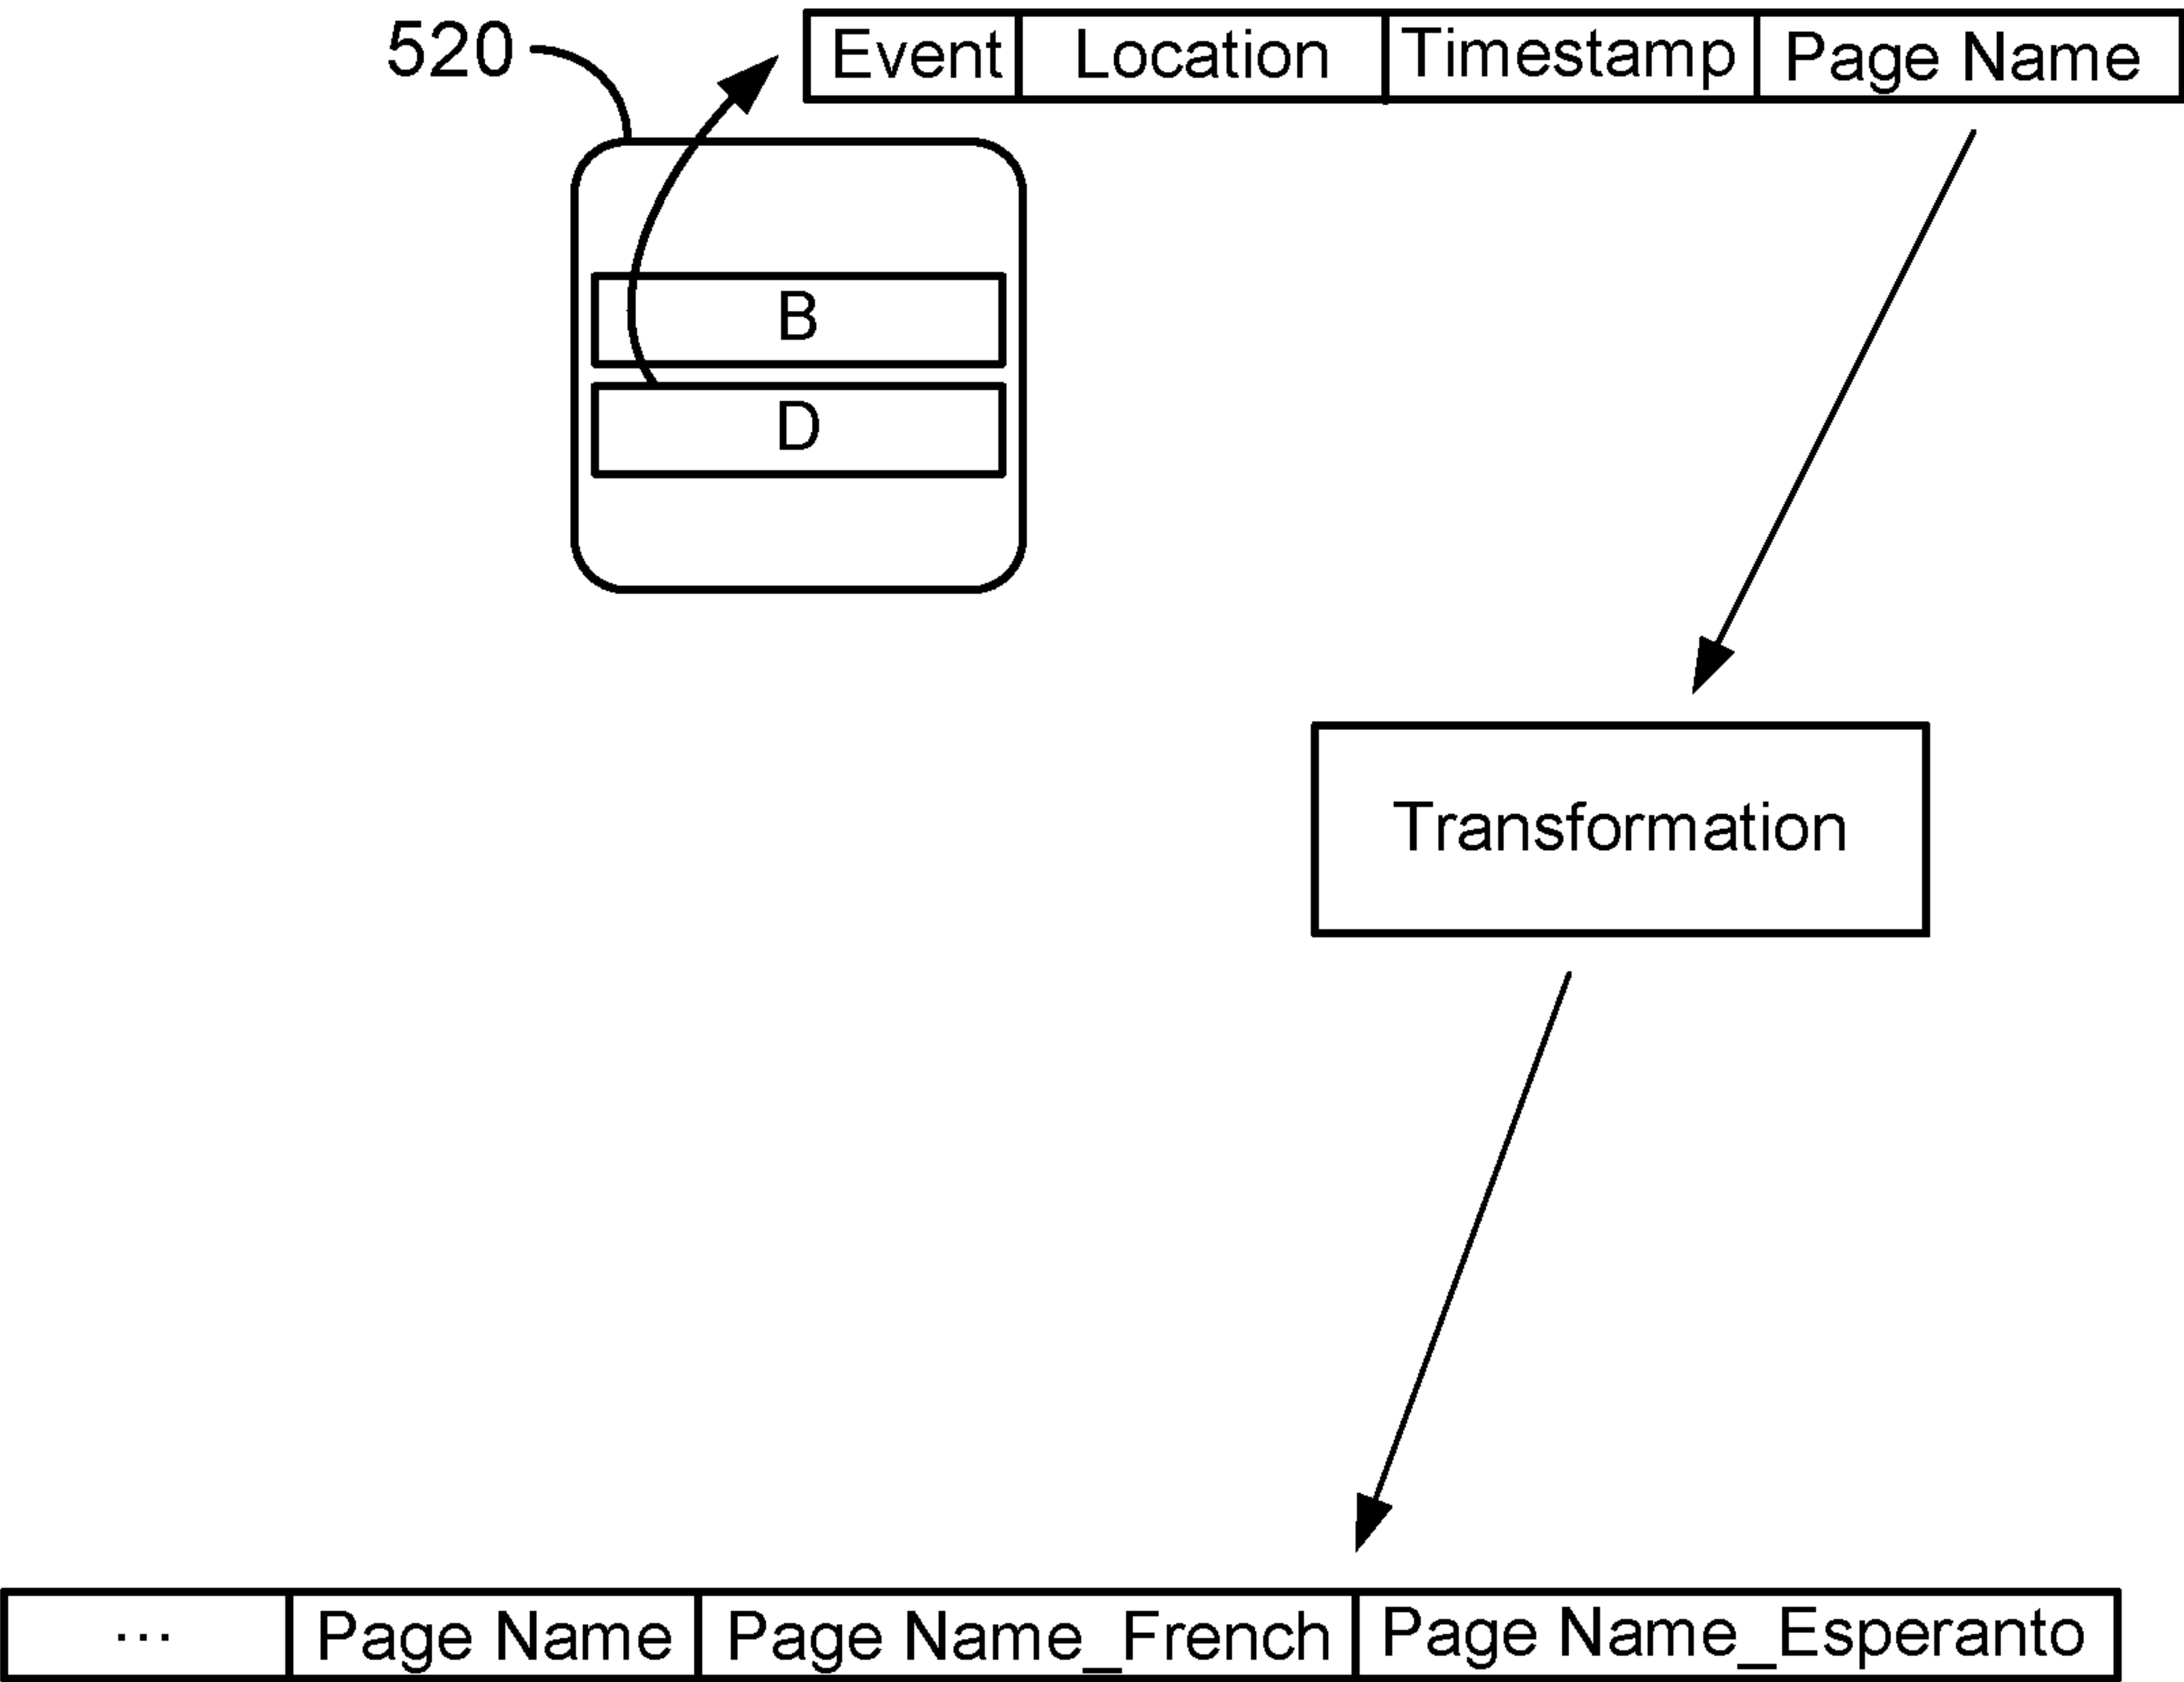 520
Event Location Timestamp Page Name
B
D
Transformation
... Page Name Page Name_French Page Name_Esperanto